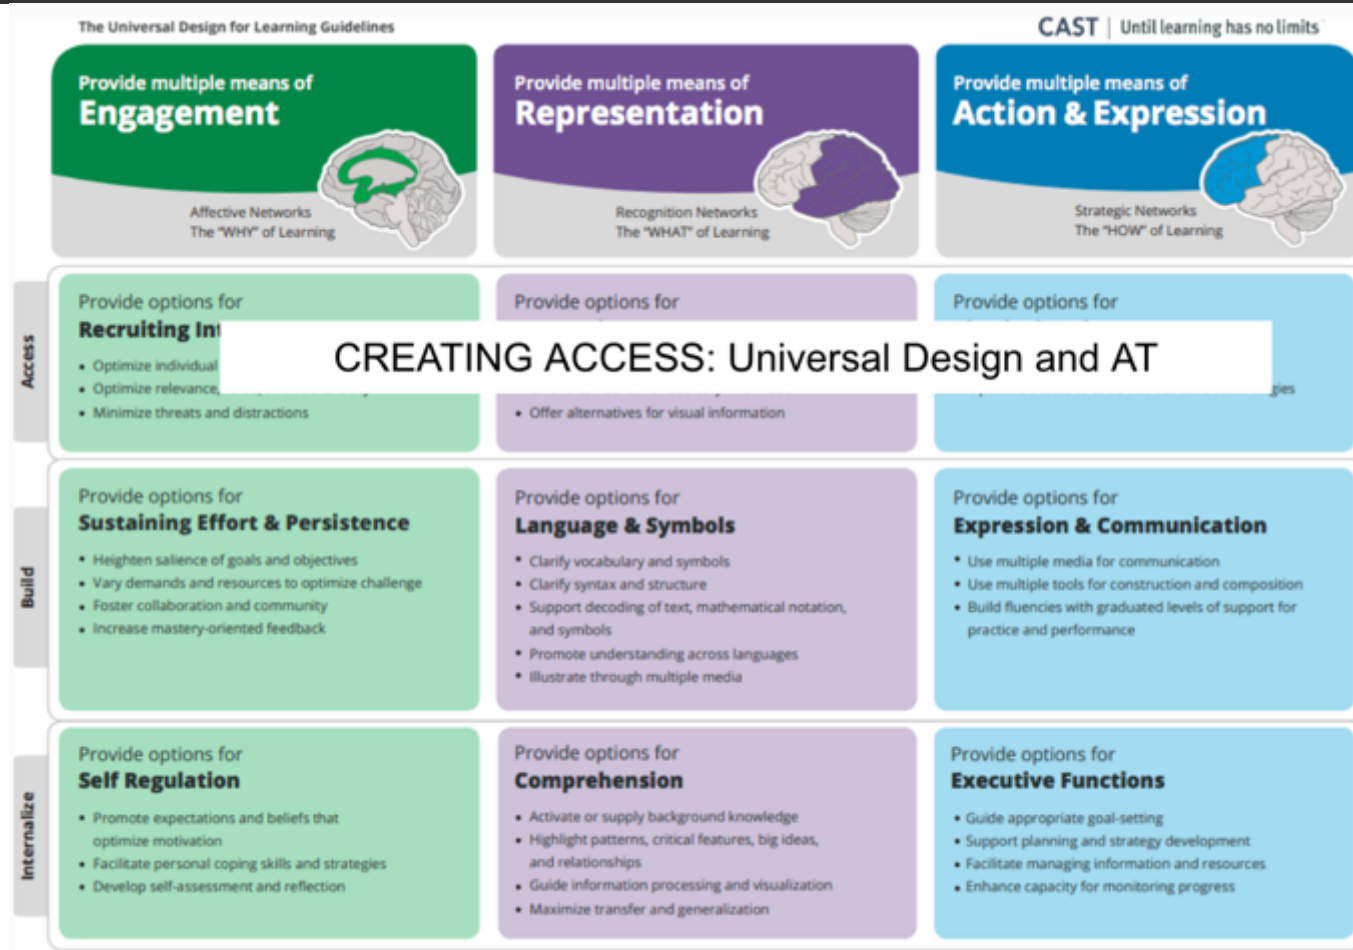 The Universal Design for Learning Guidelines
CAST | Until learning has no limits
Provide multiple means of
Engagement
Affective Networks
The "WHY" of Learning
Provide multiple means of
Representation
Recognition Networks
The "WHAT" of Learning
Provide multiple means of
Action & Expression
Strategic Networks
The "HOW" of Learning
CREATING ACCESS: Universal Design and AT
Access
Provide options for
Recruiting
• Optimize individual
• Optimize relevance,
• Minimize threats and distractions
Provide options for
• Offer alternatives for visual information
Provide options for
Build
Provide options for
Sustaining Effort & Persistence
• Heighten salience of goals and objectives
• Vary demands and resources to optimize challenge
• Foster collaboration and community
• Increase mastery-oriented feedback
Provide options for
Language & Symbols
• Clarify vocabulary and symbols
• Clarify syntax and structure
• Support decoding of text, mathematical notation,
and symbols
• Promote understanding across languages
• Illustrate through multiple media
Provide options for
Expression & Communication
• Use multiple media for communication
• Use multiple tools for construction and composition
• Build fluencies with graduated levels of support for
practice and performance
Internalize
Provide options for
Self Regulation
• Promote expectations and beliefs that
optimize motivation
• Facilitate personal coping skills and strategies
• Develop self-assessment and reflection
Provide options for
Comprehension
• Activate or supply background knowledge
• Highlight patterns, critical features, big ideas,
and relationships
• Guide information processing and visualization
• Maximize transfer and generalization
Provide options for
Executive Functions
• Guide appropriate goal-setting
• Support planning and strategy development
• Facilitate managing information and resources
• Enhance capacity for monitoring progress